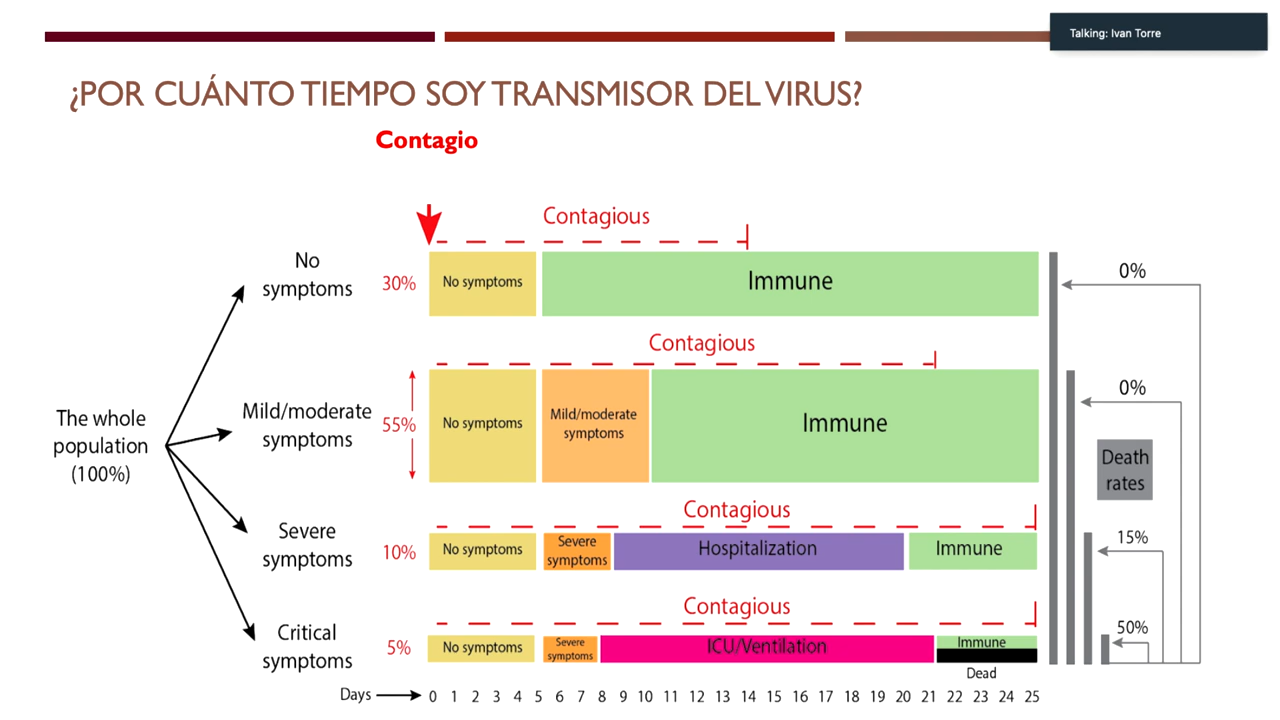 Talking: Ivan Torre
¿POR CUÁNTO TIEMPO SOY TRANSMISOR DEL VIRUS?
Contagio
Contagious
No
symptoms
30%
No symptoms
Immune
0%
Contagious
The whole
population
(100%)
Mild/moderate
symptoms
55%
No symptoms
Mild/moderate
symptoms
Immune
0%
Death
rates
Contagious
Severe
symptoms
10%
No symptoms
Severe
symptoms
Hospitalization
Immune
15%
Contagious
Critical
symptoms
5%
No symptoms
Severe
symptoms
ICU/Ventilation
Immune
Dead
50%
Days 0 1 2 3 4 5 6 7 8 9 10 11 12 13 14 15 16 17 18 19 20 21 22 23 24 25